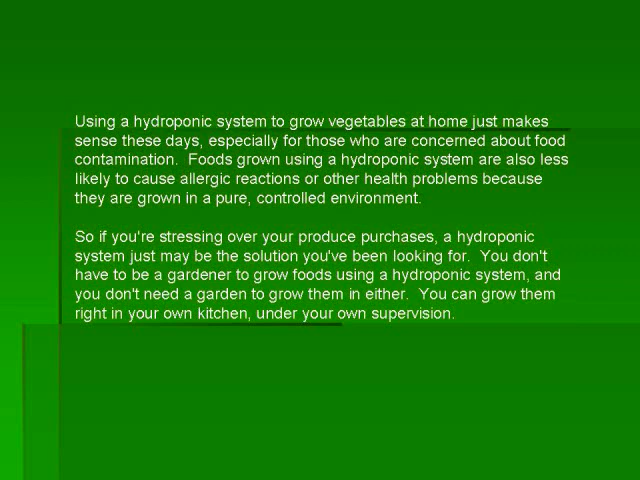 Using a hydroponic system to grow vegetables at home just makes
sense these days, especially for those who are concerned about food
contamination.  Foods grown using a hydroponic system are also less
likely to cause allergic reactions or other health problems because
they are grown in a pure, controlled environment.

So if you're stressing over your produce purchases, a hydroponic
system just may be the solution you've been looking for.  You don't
have to be a gardener to grow foods using a hydroponic system, and
you don't need a garden to grow them in either.  You can grow them
right in your own kitchen, under your own supervision.